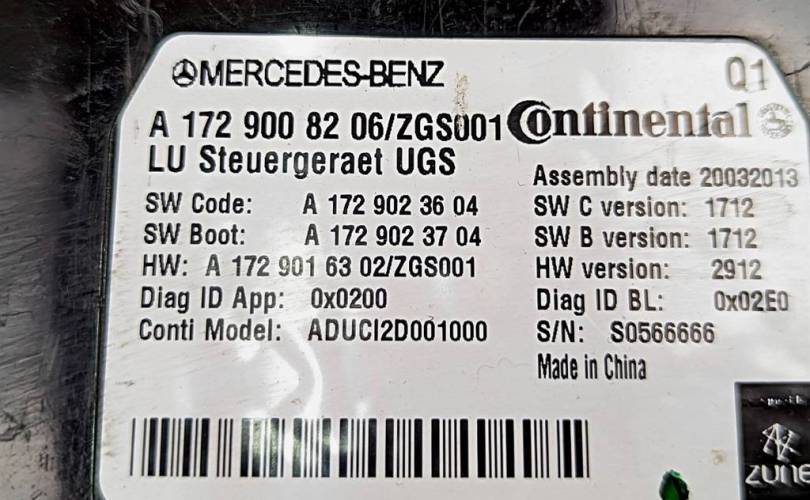 MERCEDES-BENZ
Q1
A 172 900 82 06/ZGS001
Continental
LU Steuergeraet UGS
Assembly date 20032013
SW Code: A 172 902 36 04
SW C version: 1712
SW Boot: A 172 902 37 04
SW B version: 1712
HW: A 172 901 63 02/ZGS001
HW version: 2912
Diag ID App: 0x0200
Diag ID BL: 0x02E0
Conti Model: ADUCI2D001000
S/N: S0566666
Made in China